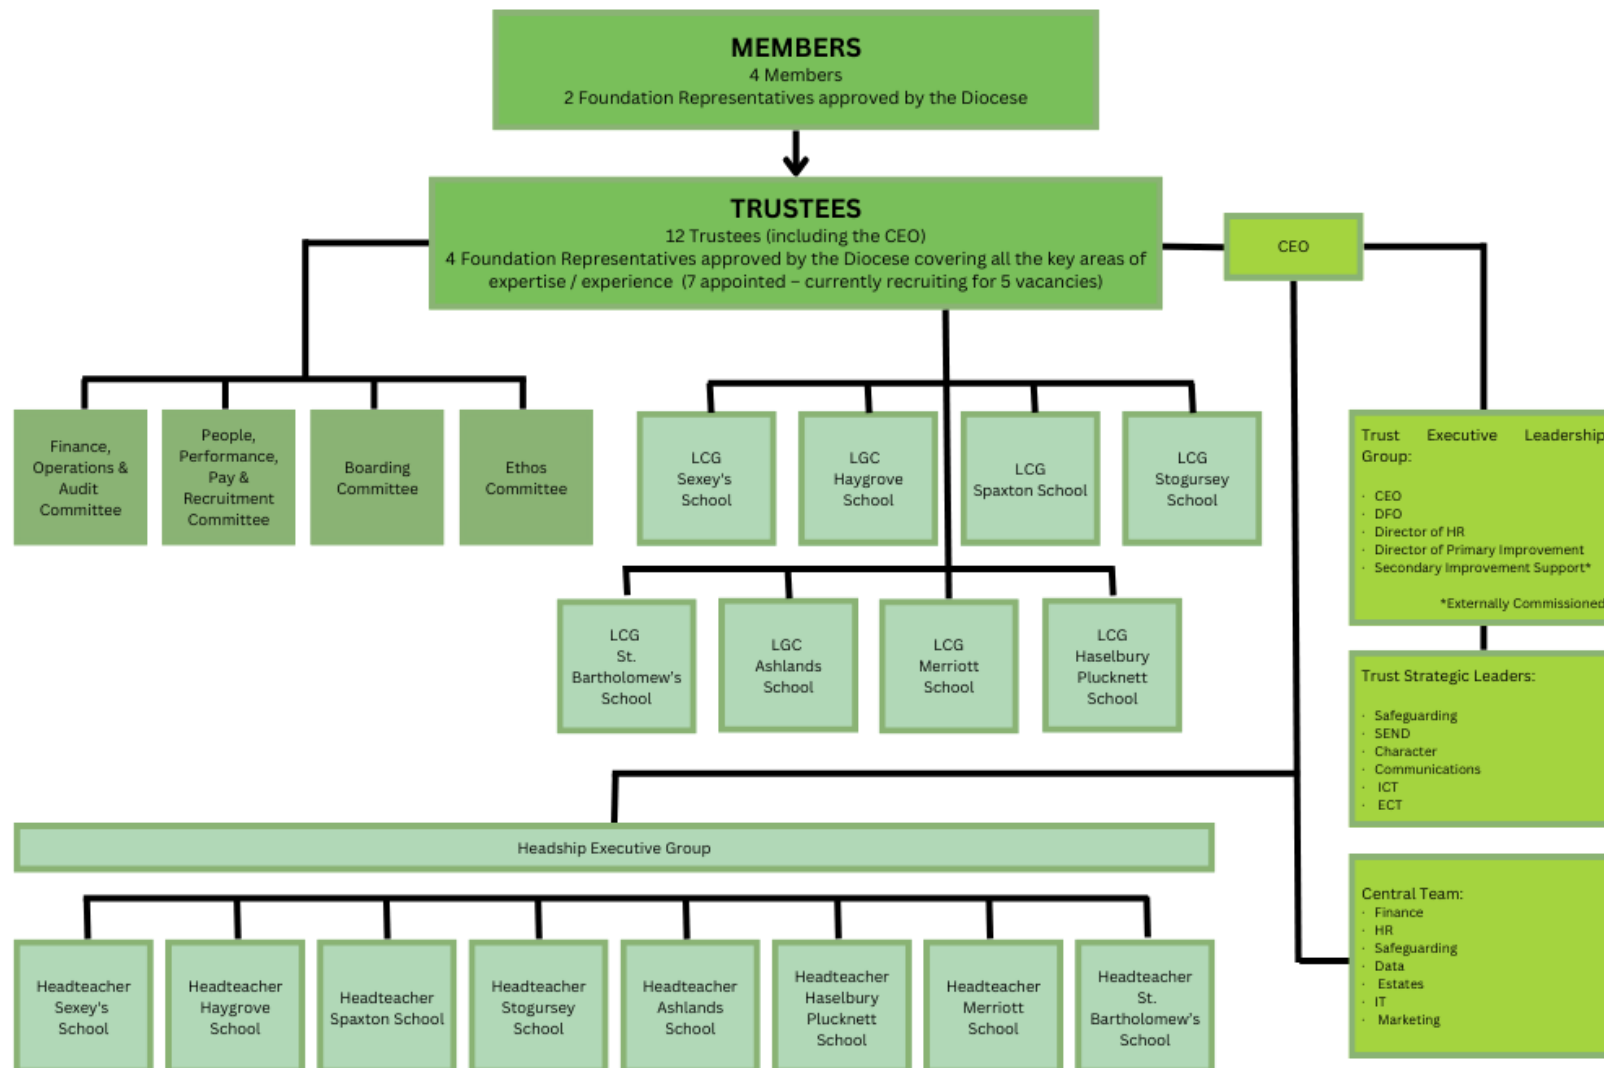 MEMBERS
4 Members
2 Foundation Representatives approved by the Diocese
TRUSTEES
12 Trustees (including the CEO)
4 Foundation Representatives approved by the Diocese covering all the key areas of
expertise / experience  (7 appointed – currently recruiting for 5 vacancies)
CEO
Finance,
Operations &
Audit
Committee
People,
Performance,
Pay &
Recruitment
Committee
Boarding
Committee
Ethos
Committee
LCG
Sexey's
School
LGC
Haygrove
School
LCG
Spaxton School
LCG
Stogursey
School
LCG
St.
Bartholomew's
School
LGC
Ashlands
School
LCG
Merriott
School
LCG
Haselbury
Plucknett
School
Trust Executive Leadership
Group:
· CEO
· DFO
· Director of HR
· Director of Primary Improvement
· Secondary Improvement Support*
*Externally Commissioned
Trust Strategic Leaders:
· Safeguarding
· SEND
· Character
· Communications
· ICT
· ECT
Headship Executive Group
Headteacher
Sexey's
School
Headteacher
Haygrove
School
Headteacher
Spaxton School
Headteacher
Stogursey
School
Headteacher
Ashlands
School
Headteacher
Haselbury
Plucknett
School
Headteacher
Merriott
School
Headteacher
St.
Bartholomew's
School
Central Team:
· Finance
· HR
· Safeguarding
· Data
· Estates
· IT
· Marketing